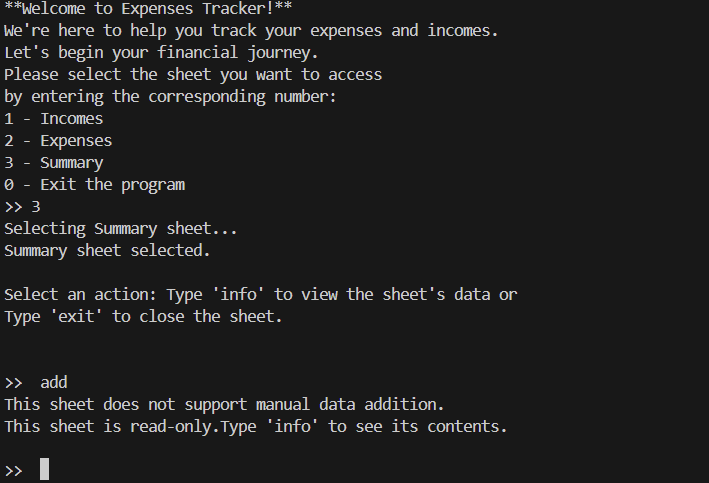 **Welcome to Expenses Tracker!**
We're here to help you track your expenses and incomes.
Let's begin your financial journey.
Please select the sheet you want to access
by entering the corresponding number:
1 - Incomes
2 - Expenses
3 - Summary
0 - Exit the program
>> 3
Selecting Summary sheet...
Summary sheet selected.
Select an action: Type 'info' to view the sheet's data or
Type 'exit' to close the sheet.
>>  add
This sheet does not support manual data addition.
This sheet is read-only.Type 'info' to see its contents.
>>